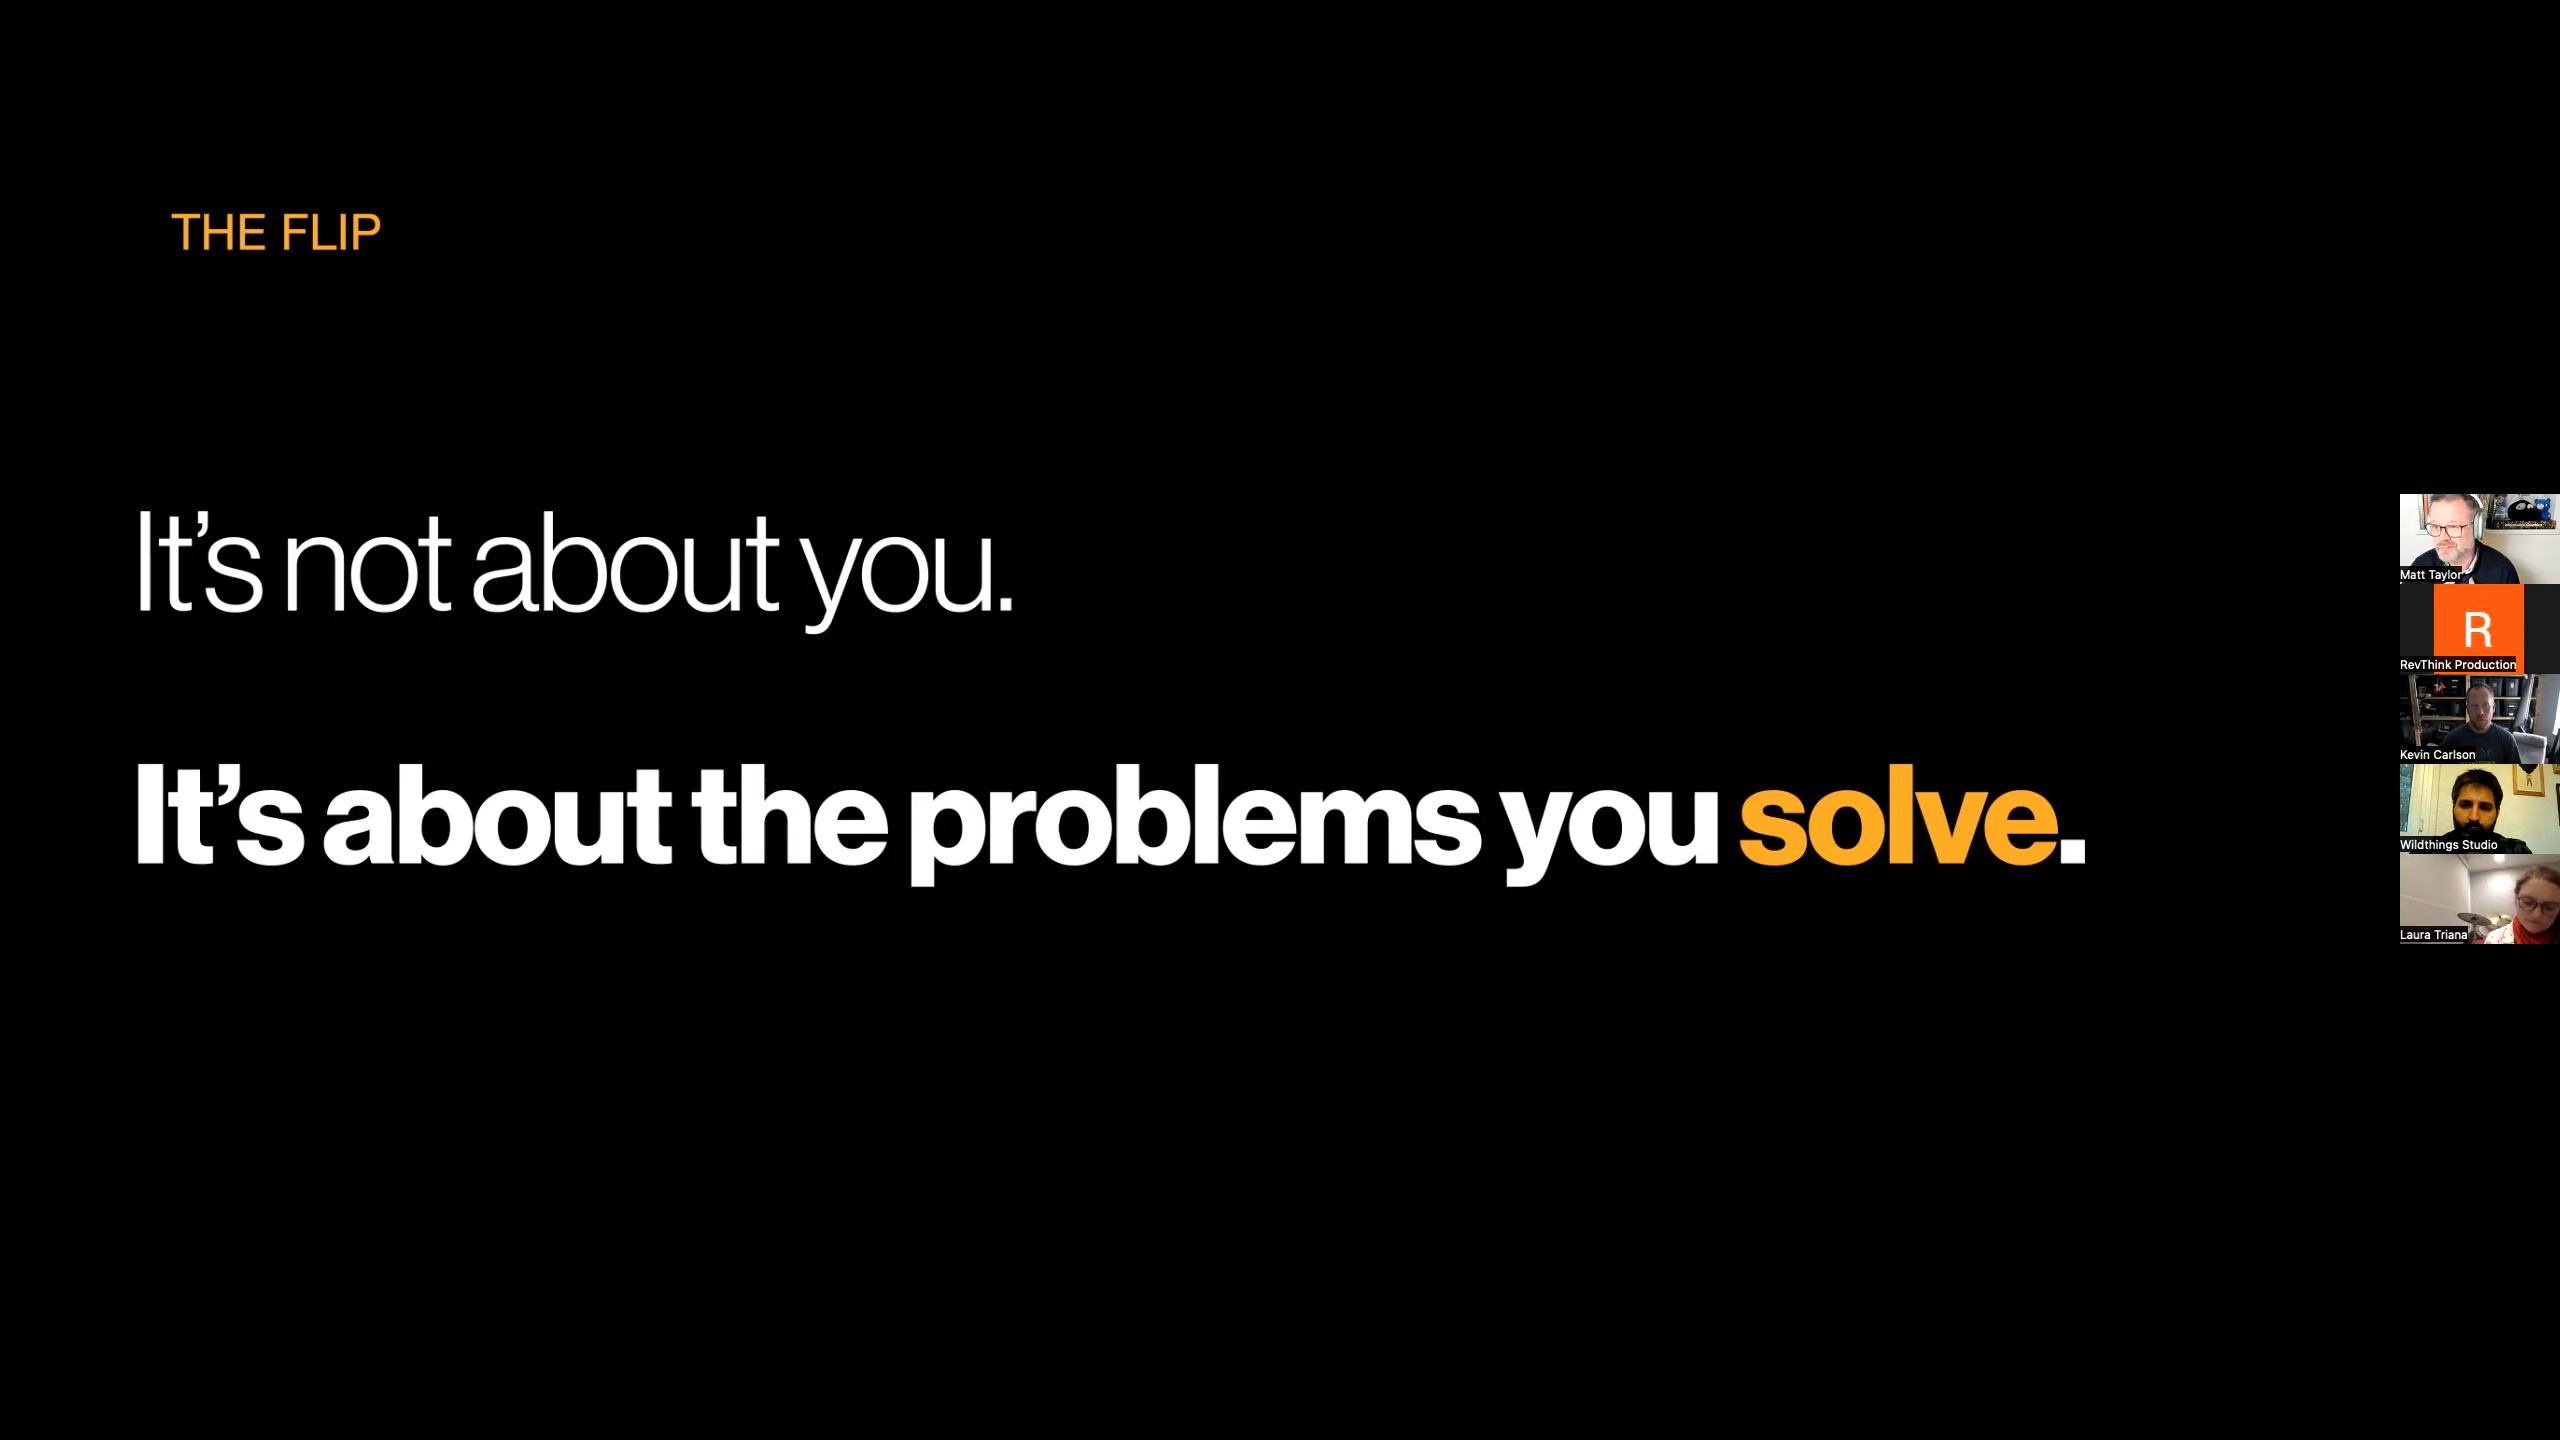 THE FLIP
It’s not about you.
It’s about the problems you solve.
Matt Taylor
R
RevThink Production
Kevin Carlson
Wildthings Studio
Laura Triana